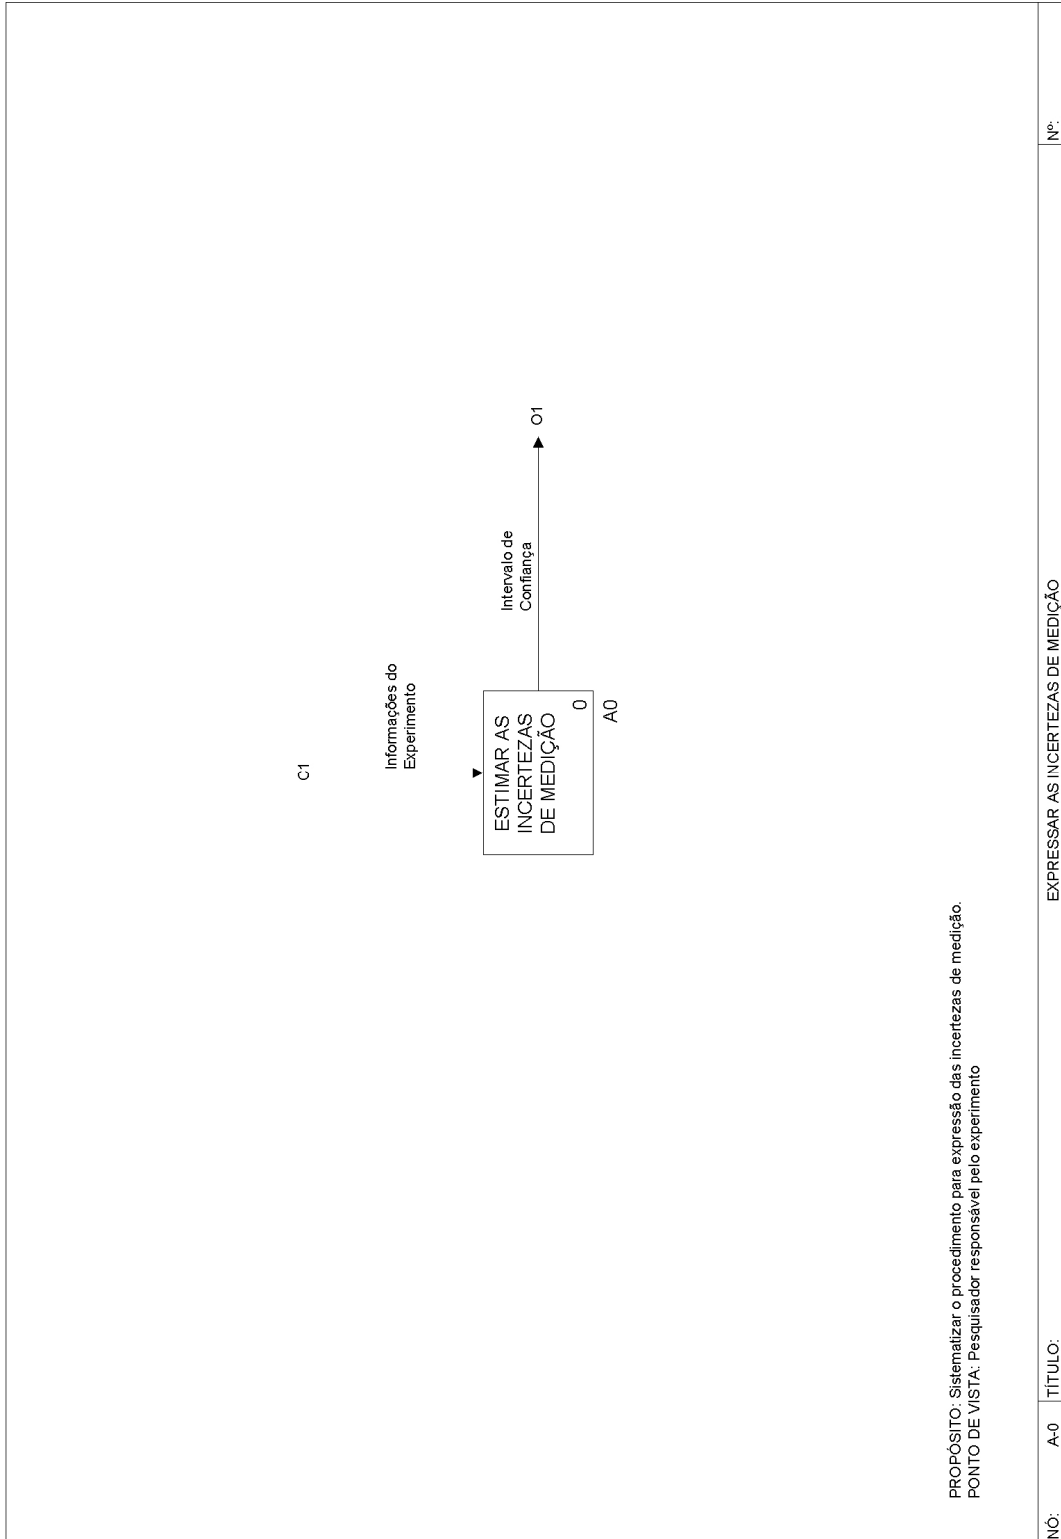 C1
Informações do
Experimento
ESTIMAR AS
INCERTEZAS
DE MEDIÇÃO
0
A0
Intervalo de
Confiança
O1
PROPÓSITO: Sistematizar o procedimento para expressão das incertezas de medição.
PONTO DE VISTA: Pesquisador responsável pelo experimento
NÓ: A-0 TÍTULO: EXPRESSAR AS INCERTEZAS DE MEDIÇÃO Nº: